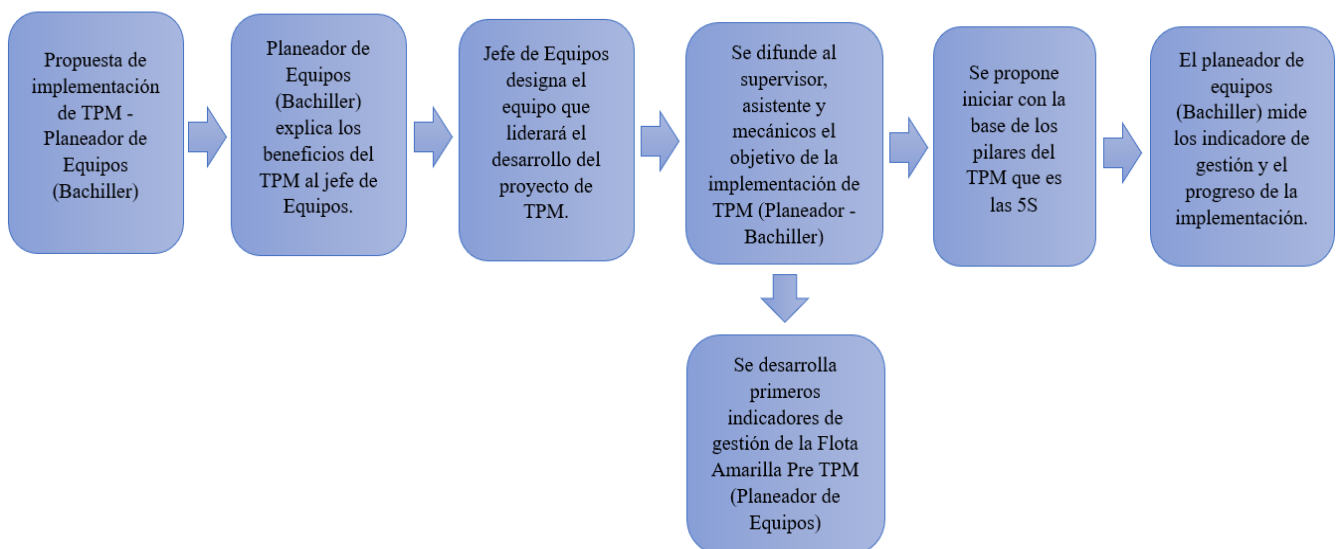 Propuesta de
implementación
de TPM -
Planeador de
Equipos
(Bachiller)
Planeador de
Equipos
(Bachiller)
explica los
beneficios del
TPM al jefe de
Equipos.
Jefe de Equipos
designa el
equipo que
liderará el
desarrollo del
proyecto de
TPM.
Se difunde al
supervisor,
asistente y
mecánicos el
objetivo de la
implementación de
TPM (Planeador -
Bachiller)
Se propone
iniciar con la
base de los
pilares del
TPM que es
las 5S
El planeador de
equipos
(Bachiller) mide
los indicadore de
gestión y el
progreso de la
implementación.
Se desarrolla
primeros
indicadores de
gestión de la Flota
Amarilla Pre TPM
(Planeador de
Equipos)